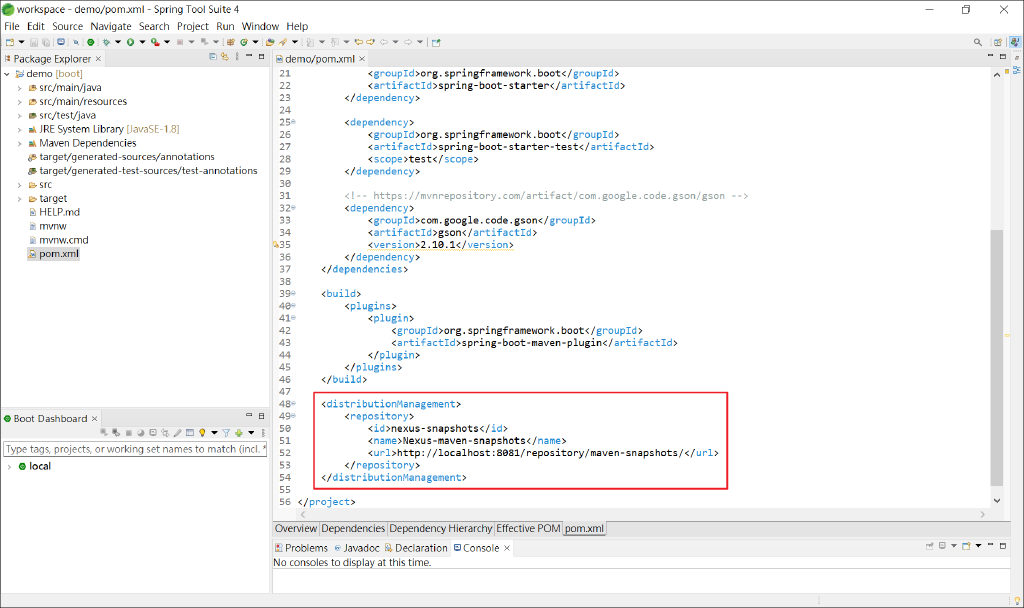 workspace - demo/pom.xml - Spring Tool Suite 4
File Edit Source Navigate Search Project Run Window Help
Package Explorer
demo [boot]
src/main/java
src/main/resources
src/test/java
JRE System Library [JavaSE-1.8]
Maven Dependencies
target/generated-sources/annotations
target/generated-test-sources/test-annotations
src
target
HELP.md
mvnw
mvnw.cmd
pom.xml
Boot Dashboard
Type tags, projects, or working set names to match (incl. *
local
demo/pom.xml
21 <groupId>org.springframework.boot</groupId>
22 <artifactId>spring-boot-starter</artifactId>
23 </dependency>
24
25 <dependency>
26 <groupId>org.springframework.boot</groupId>
27 <artifactId>spring-boot-starter-test</artifactId>
28 <scope>test</scope>
29 </dependency>
30
31 <!-- https://mvnrepository.com/artifact/com.google.code.gson/gson -->
32 <dependency>
33 <groupId>com.google.code.gson</groupId>
34 <artifactId>gson</artifactId>
35 <version>2.10.1</version>
36 </dependency>
37 </dependencies>
38
39 <build>
40 <plugins>
41 <plugin>
42 <groupId>org.springframework.boot</groupId>
43 <artifactId>spring-boot-maven-plugin</artifactId>
44 </plugin>
45 </plugins>
46 </build>
47
48 <distributionManagement>
49 <repository>
50 <id>nexus-snapshots</id>
51 <name>Nexus-maven-snapshots</name>
52 <url>http://localhost:8081/repository/maven-snapshots/</url>
53 </repository>
54 </distributionManagement>
55
56 </project>
Overview Dependencies Dependency Hierarchy Effective POM pom.xml
Problems Javadoc Declaration Console
No consoles to display at this time.